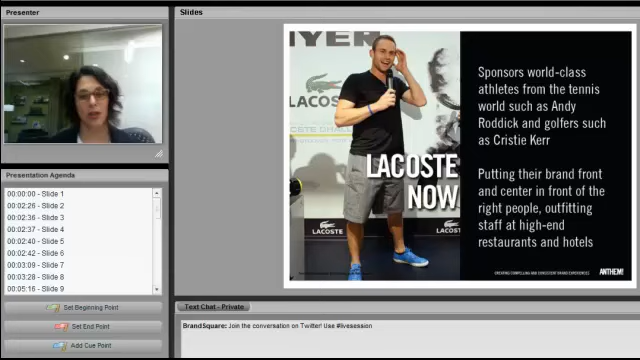 Presenter
Slides
LACOSTE
LACOSTE
LACOSTE NOW
LACOSTE
LACOSTE
Sponsors world-class
athletes from the tennis
world such as Andy
Roddick and golfers such
as Cristie Kerr
Putting their brand front
and center in front of the
right people, outfitting
staff at high-end
restaurants and hotels
CREATING COMPELLING AND CONSISTENT BRAND EXPERIENCES
ANTHEM!
Presentation Agenda
00:00:00 - Slide 1
00:02:26 - Slide 2
00:02:36 - Slide 3
00:02:37 - Slide 4
00:02:40 - Slide 5
00:02:42 - Slide 6
00:03:09 - Slide 7
00:03:28 - Slide 8
00:05:16 - Slide 9
Set Beginning Point
Set End Point
Add Cue Point
Text Chat - Private
BrandSquare: Join the conversation on Twitter! Use #livesession